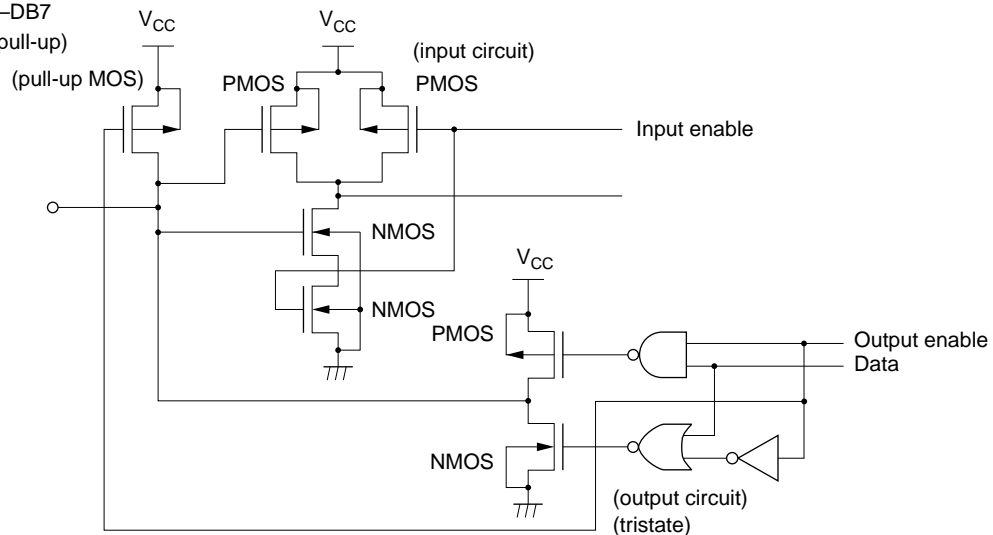 –DB7
pull-up)
VCC
VCC
(input circuit)
(pull-up MOS)
PMOS
PMOS
Input enable
NMOS
NMOS
VCC
PMOS
Output enable
Data
NMOS
(output circuit)
(tristate)